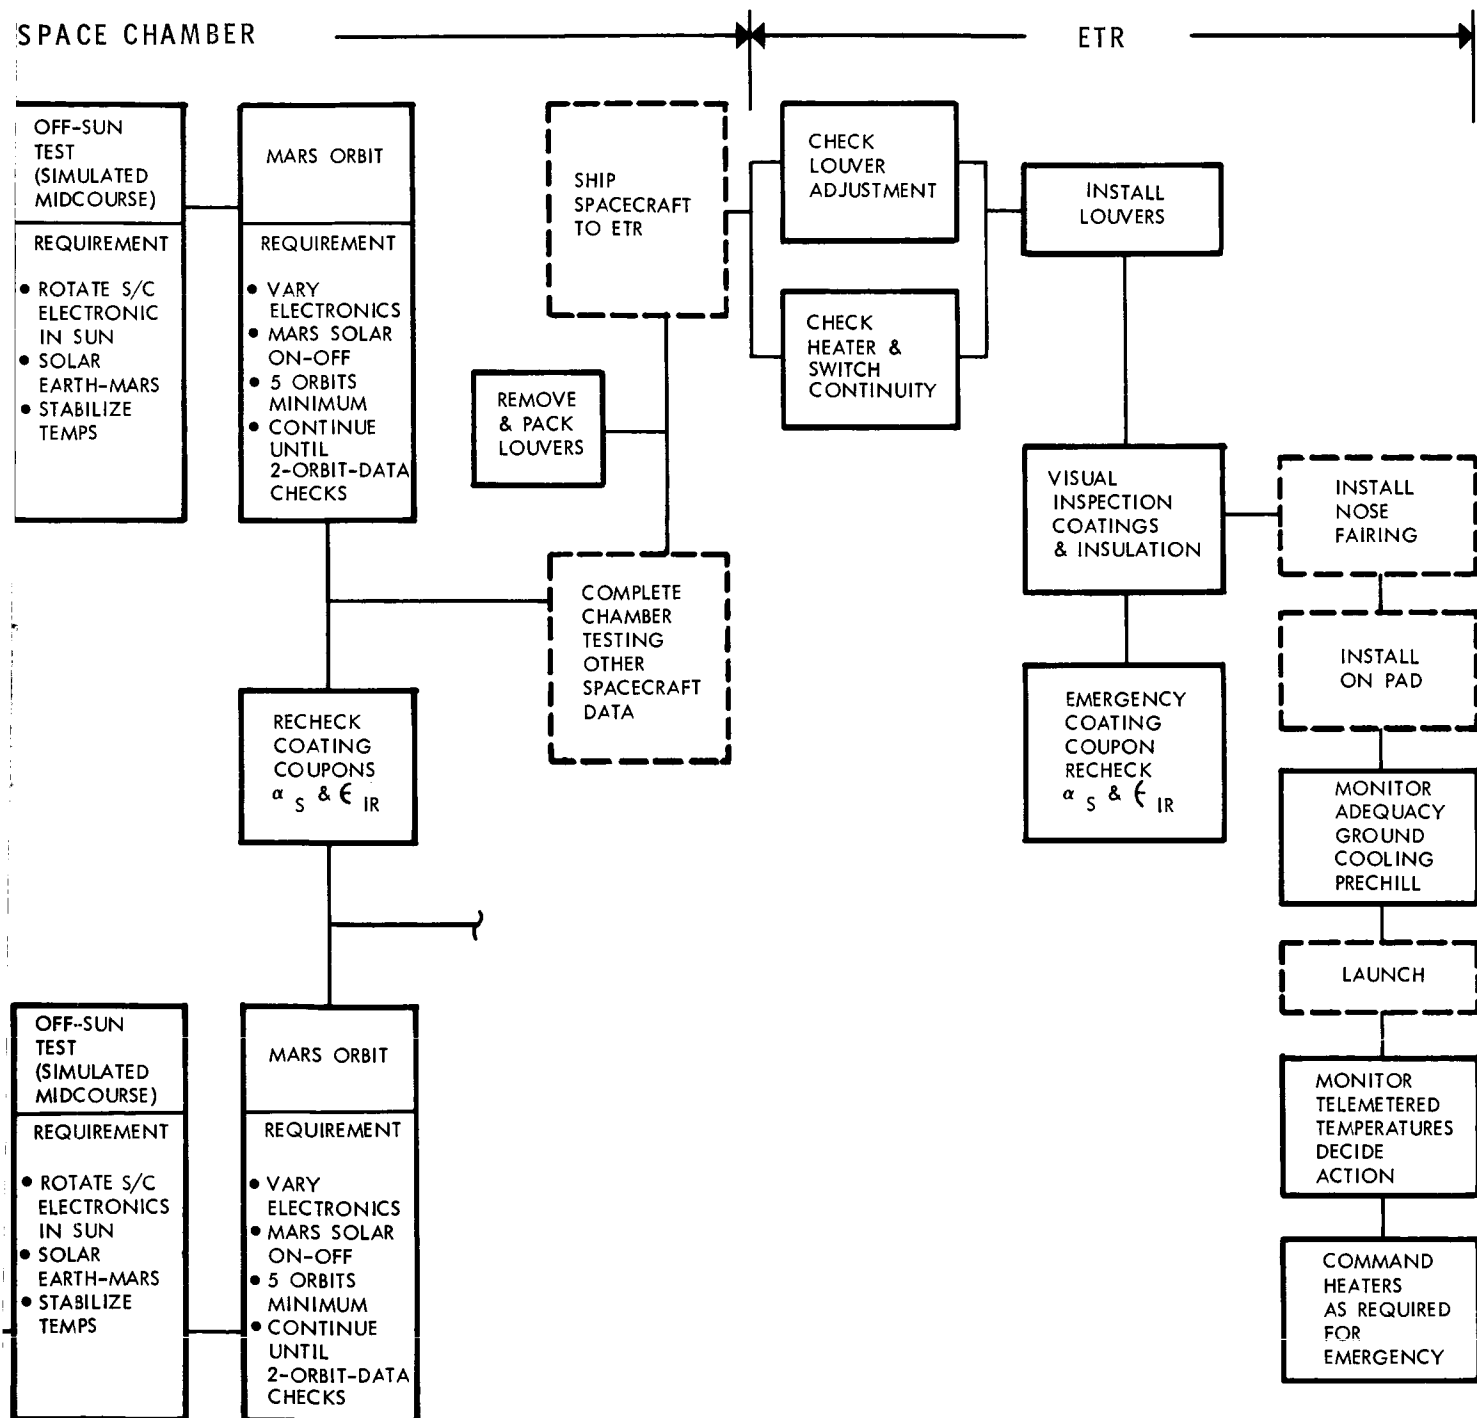 SPACE CHAMBER
ETR
OFF-SUN
TEST
(SIMULATED
MIDCOURSE)
REQUIREMENT
• ROTATE S/C
ELECTRONIC
IN SUN
• SOLAR
EARTH-MARS
• STABILIZE
TEMPS
MARS ORBIT
REQUIREMENT
• VARY
ELECTRONICS
• MARS SOLAR
ON-OFF
• 5 ORBITS
MINIMUM
• CONTINUE
UNTIL
2-ORBIT-DATA
CHECKS
SHIP
SPACECRAFT
TO ETR
REMOVE
& PACK
LOUVERS
COMPLETE
CHAMBER
TESTING
OTHER
SPACECRAFT
DATA
RECHECK
COATING
COUPONS
α S & ϵ IR
CHECK
LOUVER
ADJUSTMENT
CHECK
HEATER &
SWITCH
CONTINUITY
INSTALL
LOUVERS
VISUAL
INSPECTION
COATINGS
& INSULATION
EMERGENCY
COATING
COUPON
RECHECK
α S & ϵ IR
INSTALL
NOSE
FAIRING
INSTALL
ON PAD
MONITOR
ADEQUACY
GROUND
COOLING
PRECHILL
LAUNCH
MONITOR
TELEMETERED
TEMPERATURES
DECIDE
ACTION
COMMAND
HEATERS
AS REQUIRED
FOR
EMERGENCY
OFF-SUN
TEST
(SIMULATED
MIDCOURSE)
REQUIREMENT
• ROTATE S/C
ELECTRONICS
IN SUN
• SOLAR
EARTH-MARS
• STABILIZE
TEMPS
MARS ORBIT
REQUIREMENT
• VARY
ELECTRONICS
• MARS SOLAR
ON-OFF
• 5 ORBITS
MINIMUM
• CONTINUE
UNTIL
2-ORBIT-DATA
CHECKS